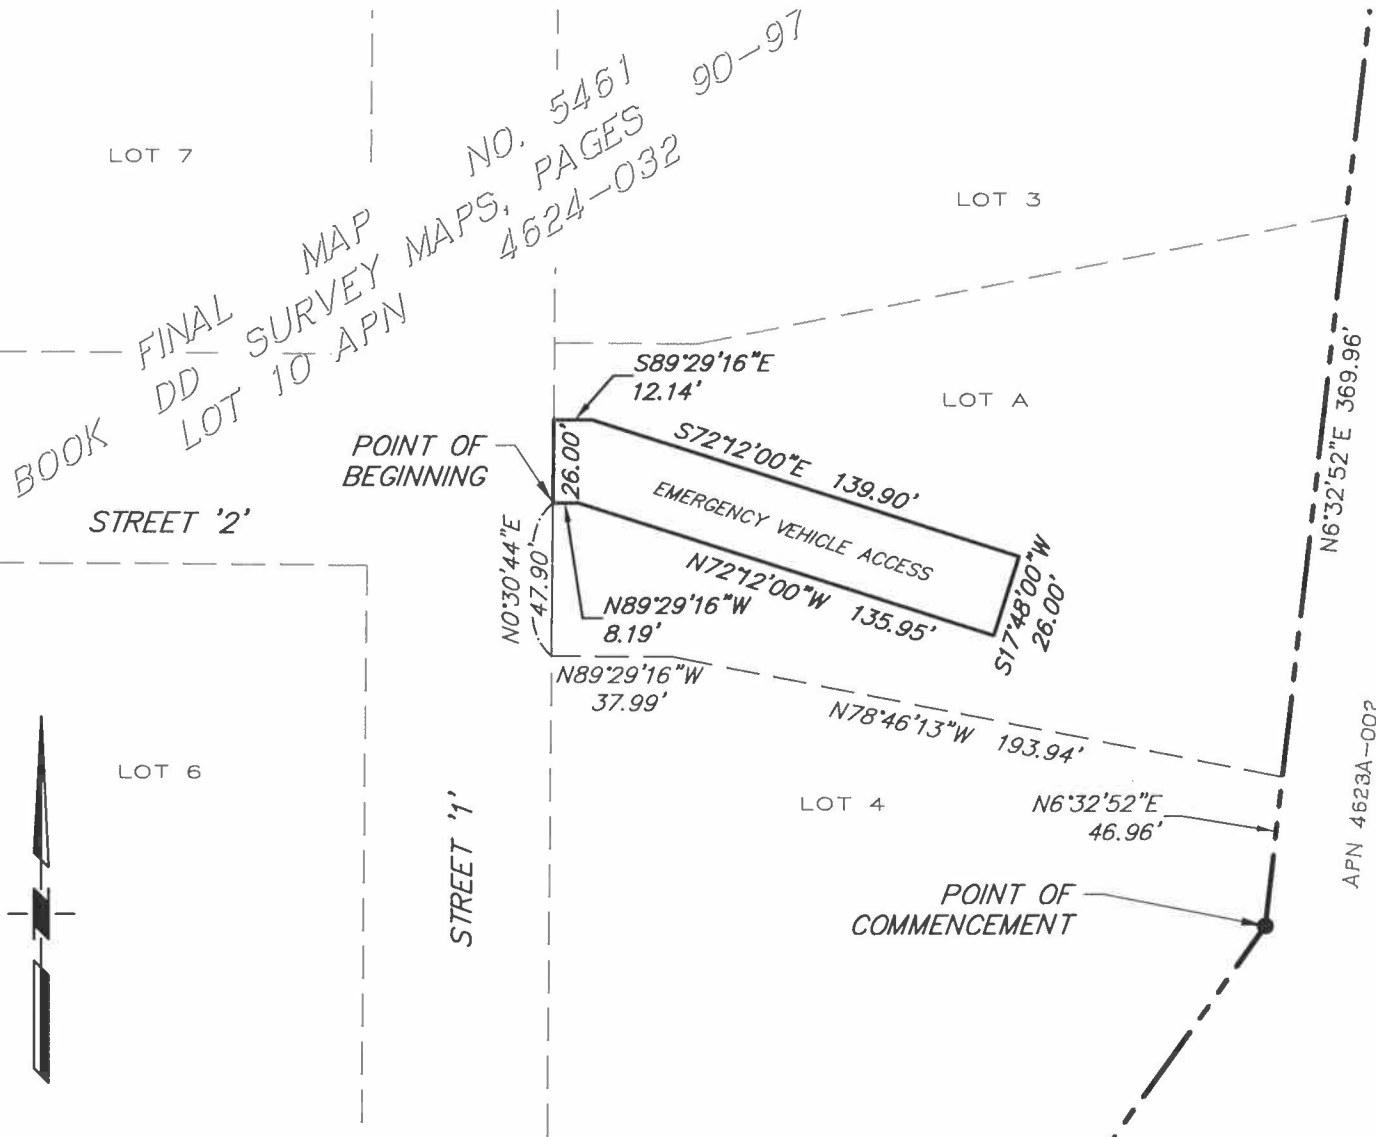 LOT 7
FINAL MAP NO. 5461
BOOK DD SURVEY MAPS, PAGES 90-97
LOT 10 APN 4624-032
LOT 3
S89°29'16"E
12.14'
LOT A
N6°32'52"E 369.96'
POINT OF
BEGINNING
26.00'
S72°12'00"E 139.90'
EMERGENCY VEHICLE ACCESS
STREET '2'
N0°30'44"E
47.90'
N72°12'00"W 135.95'
S17°48'00"W
26.00'
N89°29'16"W
8.19'
N89°29'16"W
37.99'
N78°46'13"W 193.94'
LOT 6
LOT 4
N6°32'52"E
46.96'
STREET '1'
APN 4623A-002
POINT OF
COMMENCEMENT